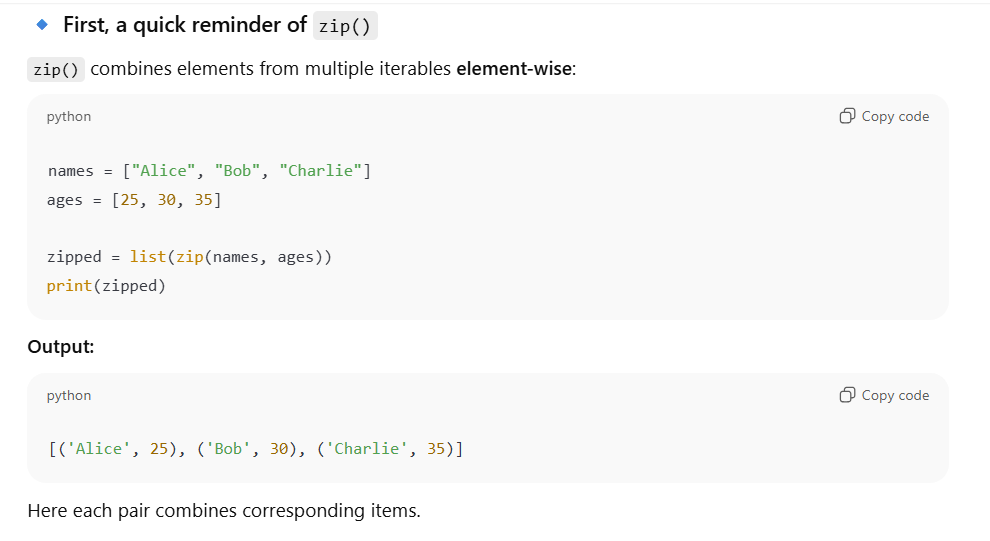 First, a quick reminder of zip()
zip() combines elements from multiple iterables element-wise:
python
Copy code
names = ["Alice", "Bob", "Charlie"]
ages = [25, 30, 35]
zipped = list(zip(names, ages))
print(zipped)
Output:
python
Copy code
[('Alice', 25), ('Bob', 30), ('Charlie', 35)]
Here each pair combines corresponding items.